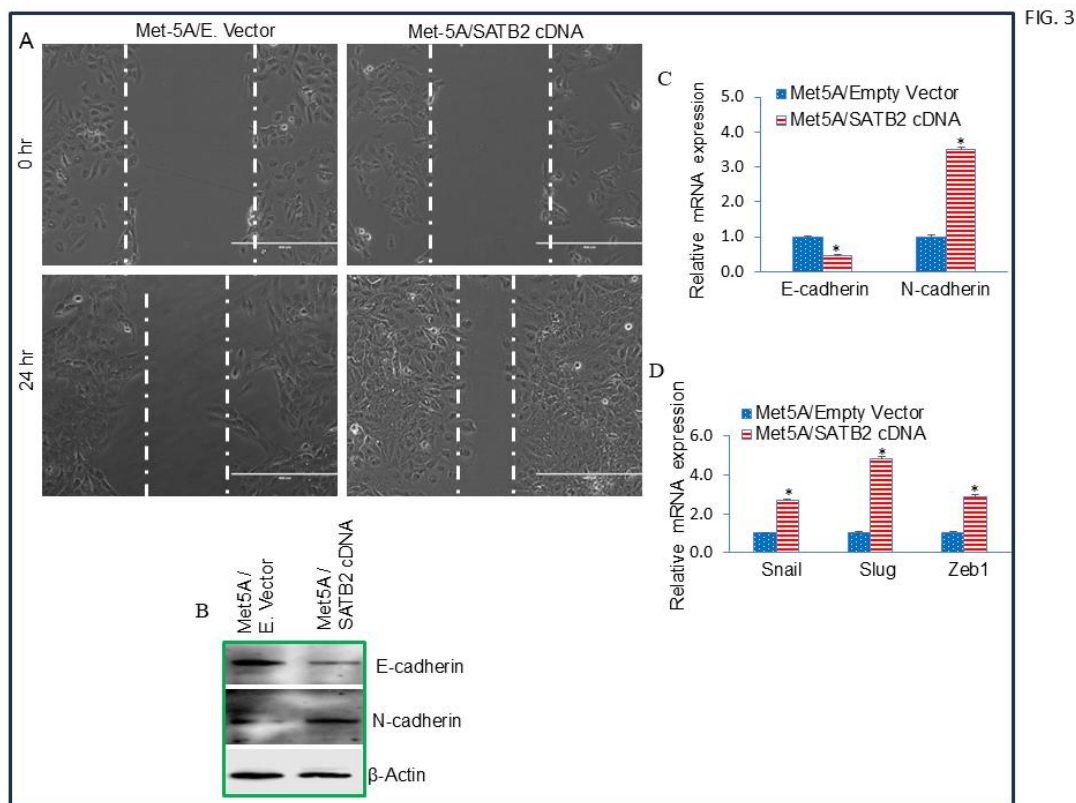 FIG. 3
A
Met-5A/E. Vector
Met-5A/SATB2 cDNA
0 hr
24 hr
B
Met5A/
E. Vector
Met5A/
SATB2 cDNA
E-cadherin
N-cadherin
β-Actin
C
Met5A/Empty Vector
Met5A/SATB2 cDNA
Relative mRNA expression
5.0
4.0
3.0
2.0
1.0
0.0
*
*
E-cadherin
N-cadherin
D
Met5A/Empty Vector
Met5A/SATB2 cDNA
Relative mRNA expression
6.0
4.0
2.0
0.0
*
*
*
Snail
Slug
Zeb1